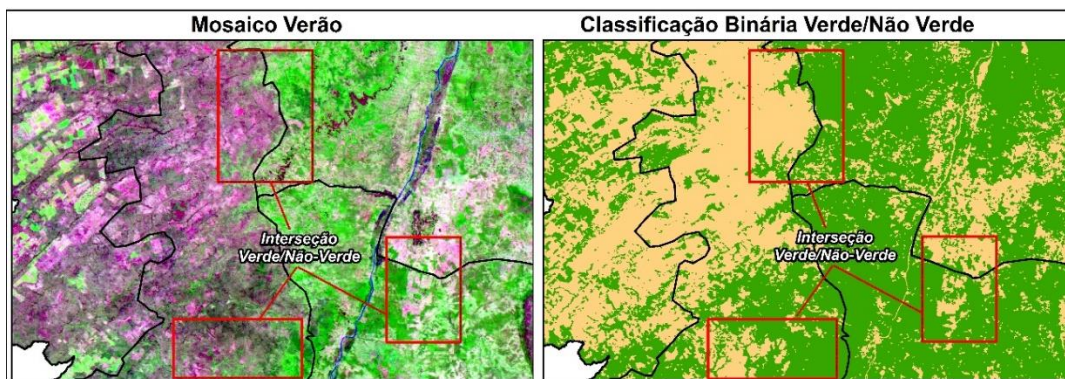 Mosaico Verão
Interseção
Verde/Não-Verde
Classificação Binária Verde/Não Verde
Interseção
Verde/Não-Verde